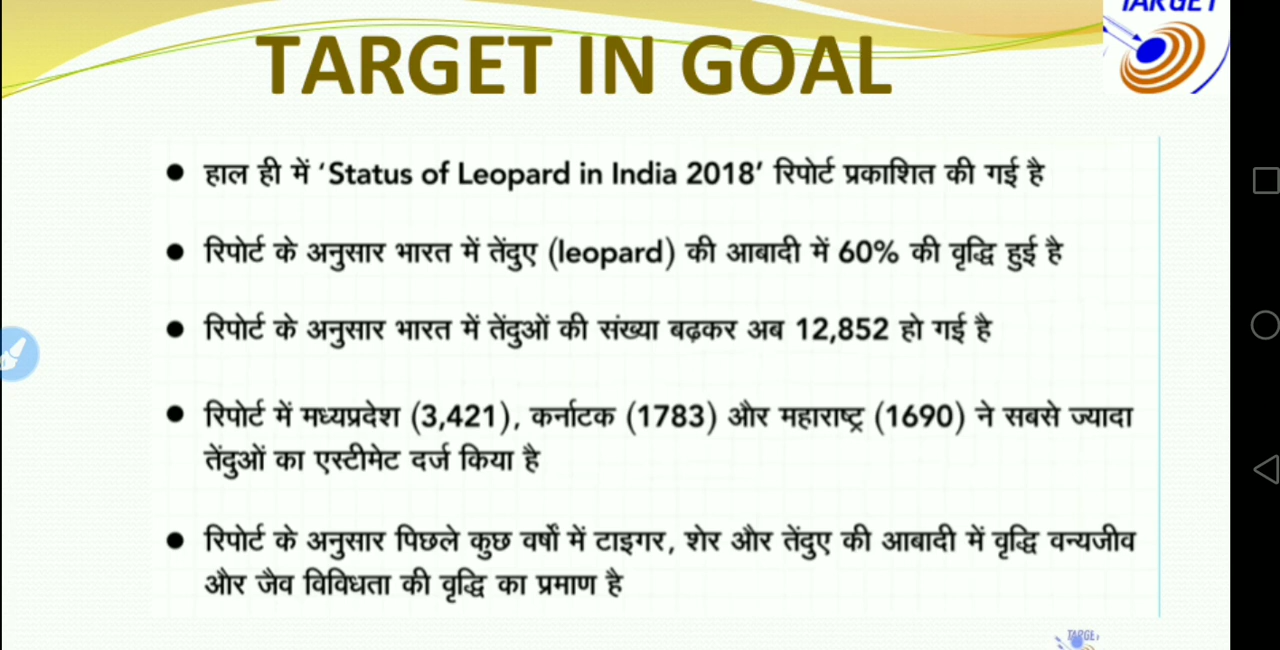 TARGET
TARGET IN GOAL
• हाल ही में ‘Status of Leopard in India 2018’ रिपोर्ट प्रकाशित की गई है
• रिपोर्ट के अनुसार भारत में तेंदुए (leopard) की आबादी में 60% की वृद्धि हुई है
• रिपोर्ट के अनुसार भारत में तेंदुओं की संख्या बढ़कर अब 12,852 हो गई है
• रिपोर्ट में मध्यप्रदेश (3,421), कर्नाटक (1783) और महाराष्ट्र (1690) ने सबसे ज्यादा
तेंदुओं का एस्टीमेट दर्ज किया है
• रिपोर्ट के अनुसार पिछले कुछ वर्षों में टाइगर, शेर और तेंदुए की आबादी में वृद्धि वन्यजीव
और जैव विविधता की वृद्धि का प्रमाण है
TARGET